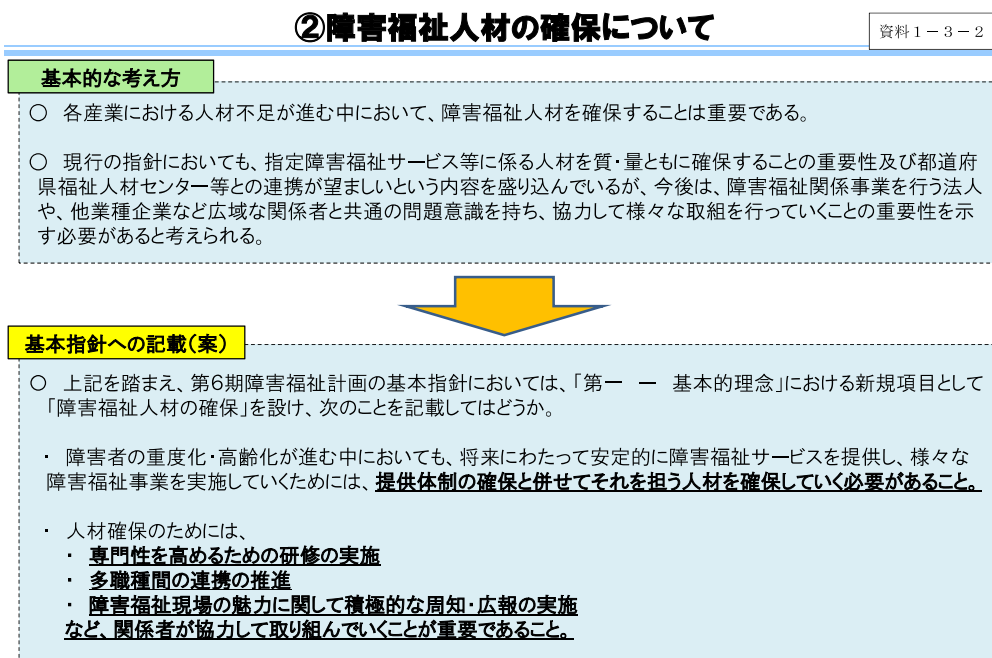 ②障害福祉人材の確保について
資料1－3－2
基本的な考え方
○ 各産業における人材不足が進む中において、障害福祉人材を確保することは重要である。
○ 現行の指針においても、指定障害福祉サービス等に係る人材を質・量ともに確保することの重要性及び都道府
県福祉人材センター等との連携が望ましいという内容を盛り込んでいるが、今後は、障害福祉関係事業を行う法人
や、他業種企業など広域な関係者と共通の問題意識を持ち、協力して様々な取組を行っていくことの重要性を示
す必要があると考えられる。
基本指針への記載（案）
○ 上記を踏まえ、第6期障害福祉計画の基本指針においては、「第一 一 基本的理念」における新規項目として
「障害福祉人材の確保」を設け、次のことを記載してはどうか。
・ 障害者の重度化・高齢化が進む中においても、将来にわたって安定的に障害福祉サービスを提供し、様々な
障害福祉事業を実施していくためには、提供体制の確保と併せてそれを担う人材を確保していく必要があること。
・ 人材確保のためには、
・ 専門性を高めるための研修の実施
・ 多職種間の連携の推進
・ 障害福祉現場の魅力に関して積極的な周知・広報の実施
など、関係者が協力して取り組んでいくことが重要であること。